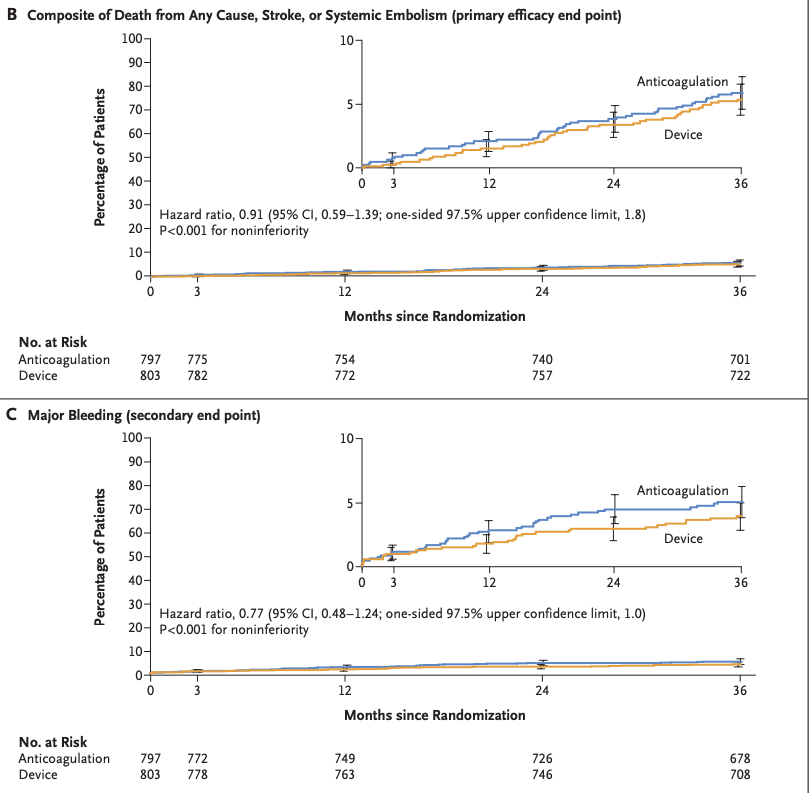 B Composite of Death from Any Cause, Stroke, or Systemic Embolism (primary efficacy end point)
Percentage of Patients
100
90
80
70
60
50
40
30
20
10
0
10
5
0
0 3 12 24 36
Anticoagulation
Device
Hazard ratio, 0.91 (95% CI, 0.59–1.39; one-sided 97.5% upper confidence limit, 1.8)
P<0.001 for noninferiority
0 3 12 24 36
Months since Randomization
No. at Risk
Anticoagulation 797 775 754 740 701
Device 803 782 772 757 722
C Major Bleeding (secondary end point)
Percentage of Patients
100
90
80
70
60
50
40
30
20
10
0
10
5
0
0 3 12 24 36
Anticoagulation
Device
Hazard ratio, 0.77 (95% CI, 0.48–1.24; one-sided 97.5% upper confidence limit, 1.0)
P<0.001 for noninferiority
0 3 12 24 36
Months since Randomization
No. at Risk
Anticoagulation 797 772 749 726 678
Device 803 778 763 746 708